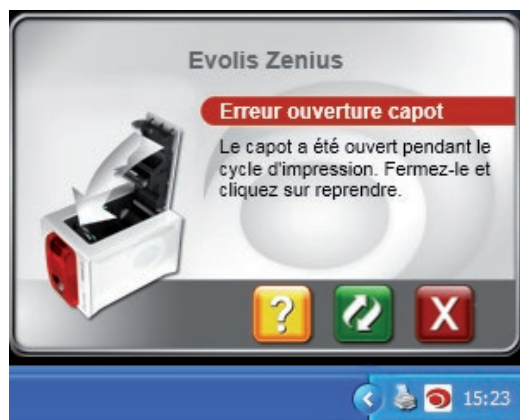 Evolis Zenius
Erreur ouverture capot
Le capot a été ouvert pendant le
cycle d'impression. Fermez-le et
cliquez sur reprendre.
?
X
15:23